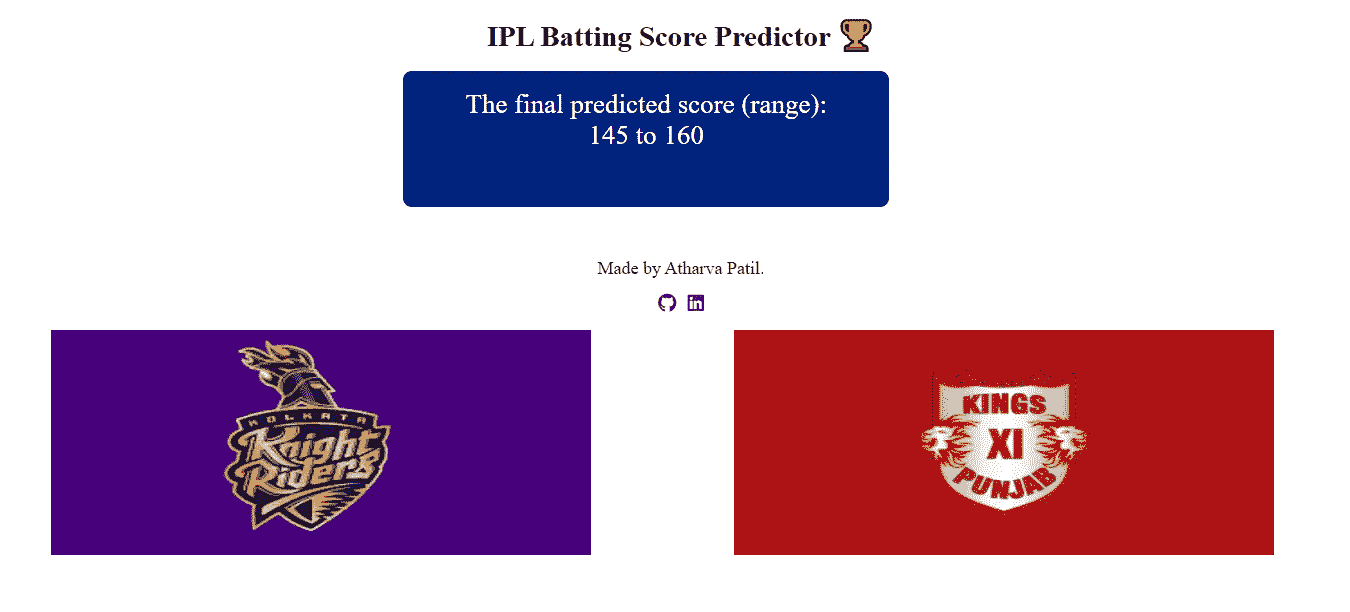 IPL Batting Score Predictor
The final predicted score (range):
145 to 160
Made by Atharva Patil.
in
KOLKATA
Knight
Riders
KINGS
XI
PUNJAB